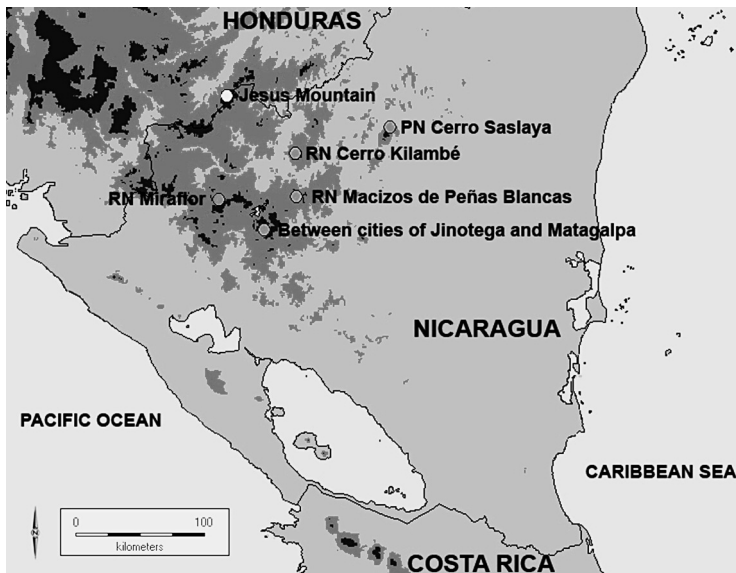 HONDURAS
Jesus Mountain
PN Cerro Saslaya
RN Cerro Kilambé
RN Miraflor
RN Macizos de Peñas Blancas
Between cities of Jinotega and Matagalpa
NICARAGUA
PACIFIC OCEAN
CARIBBEAN SEA
0 100
kilometers
N
COSTA RICA